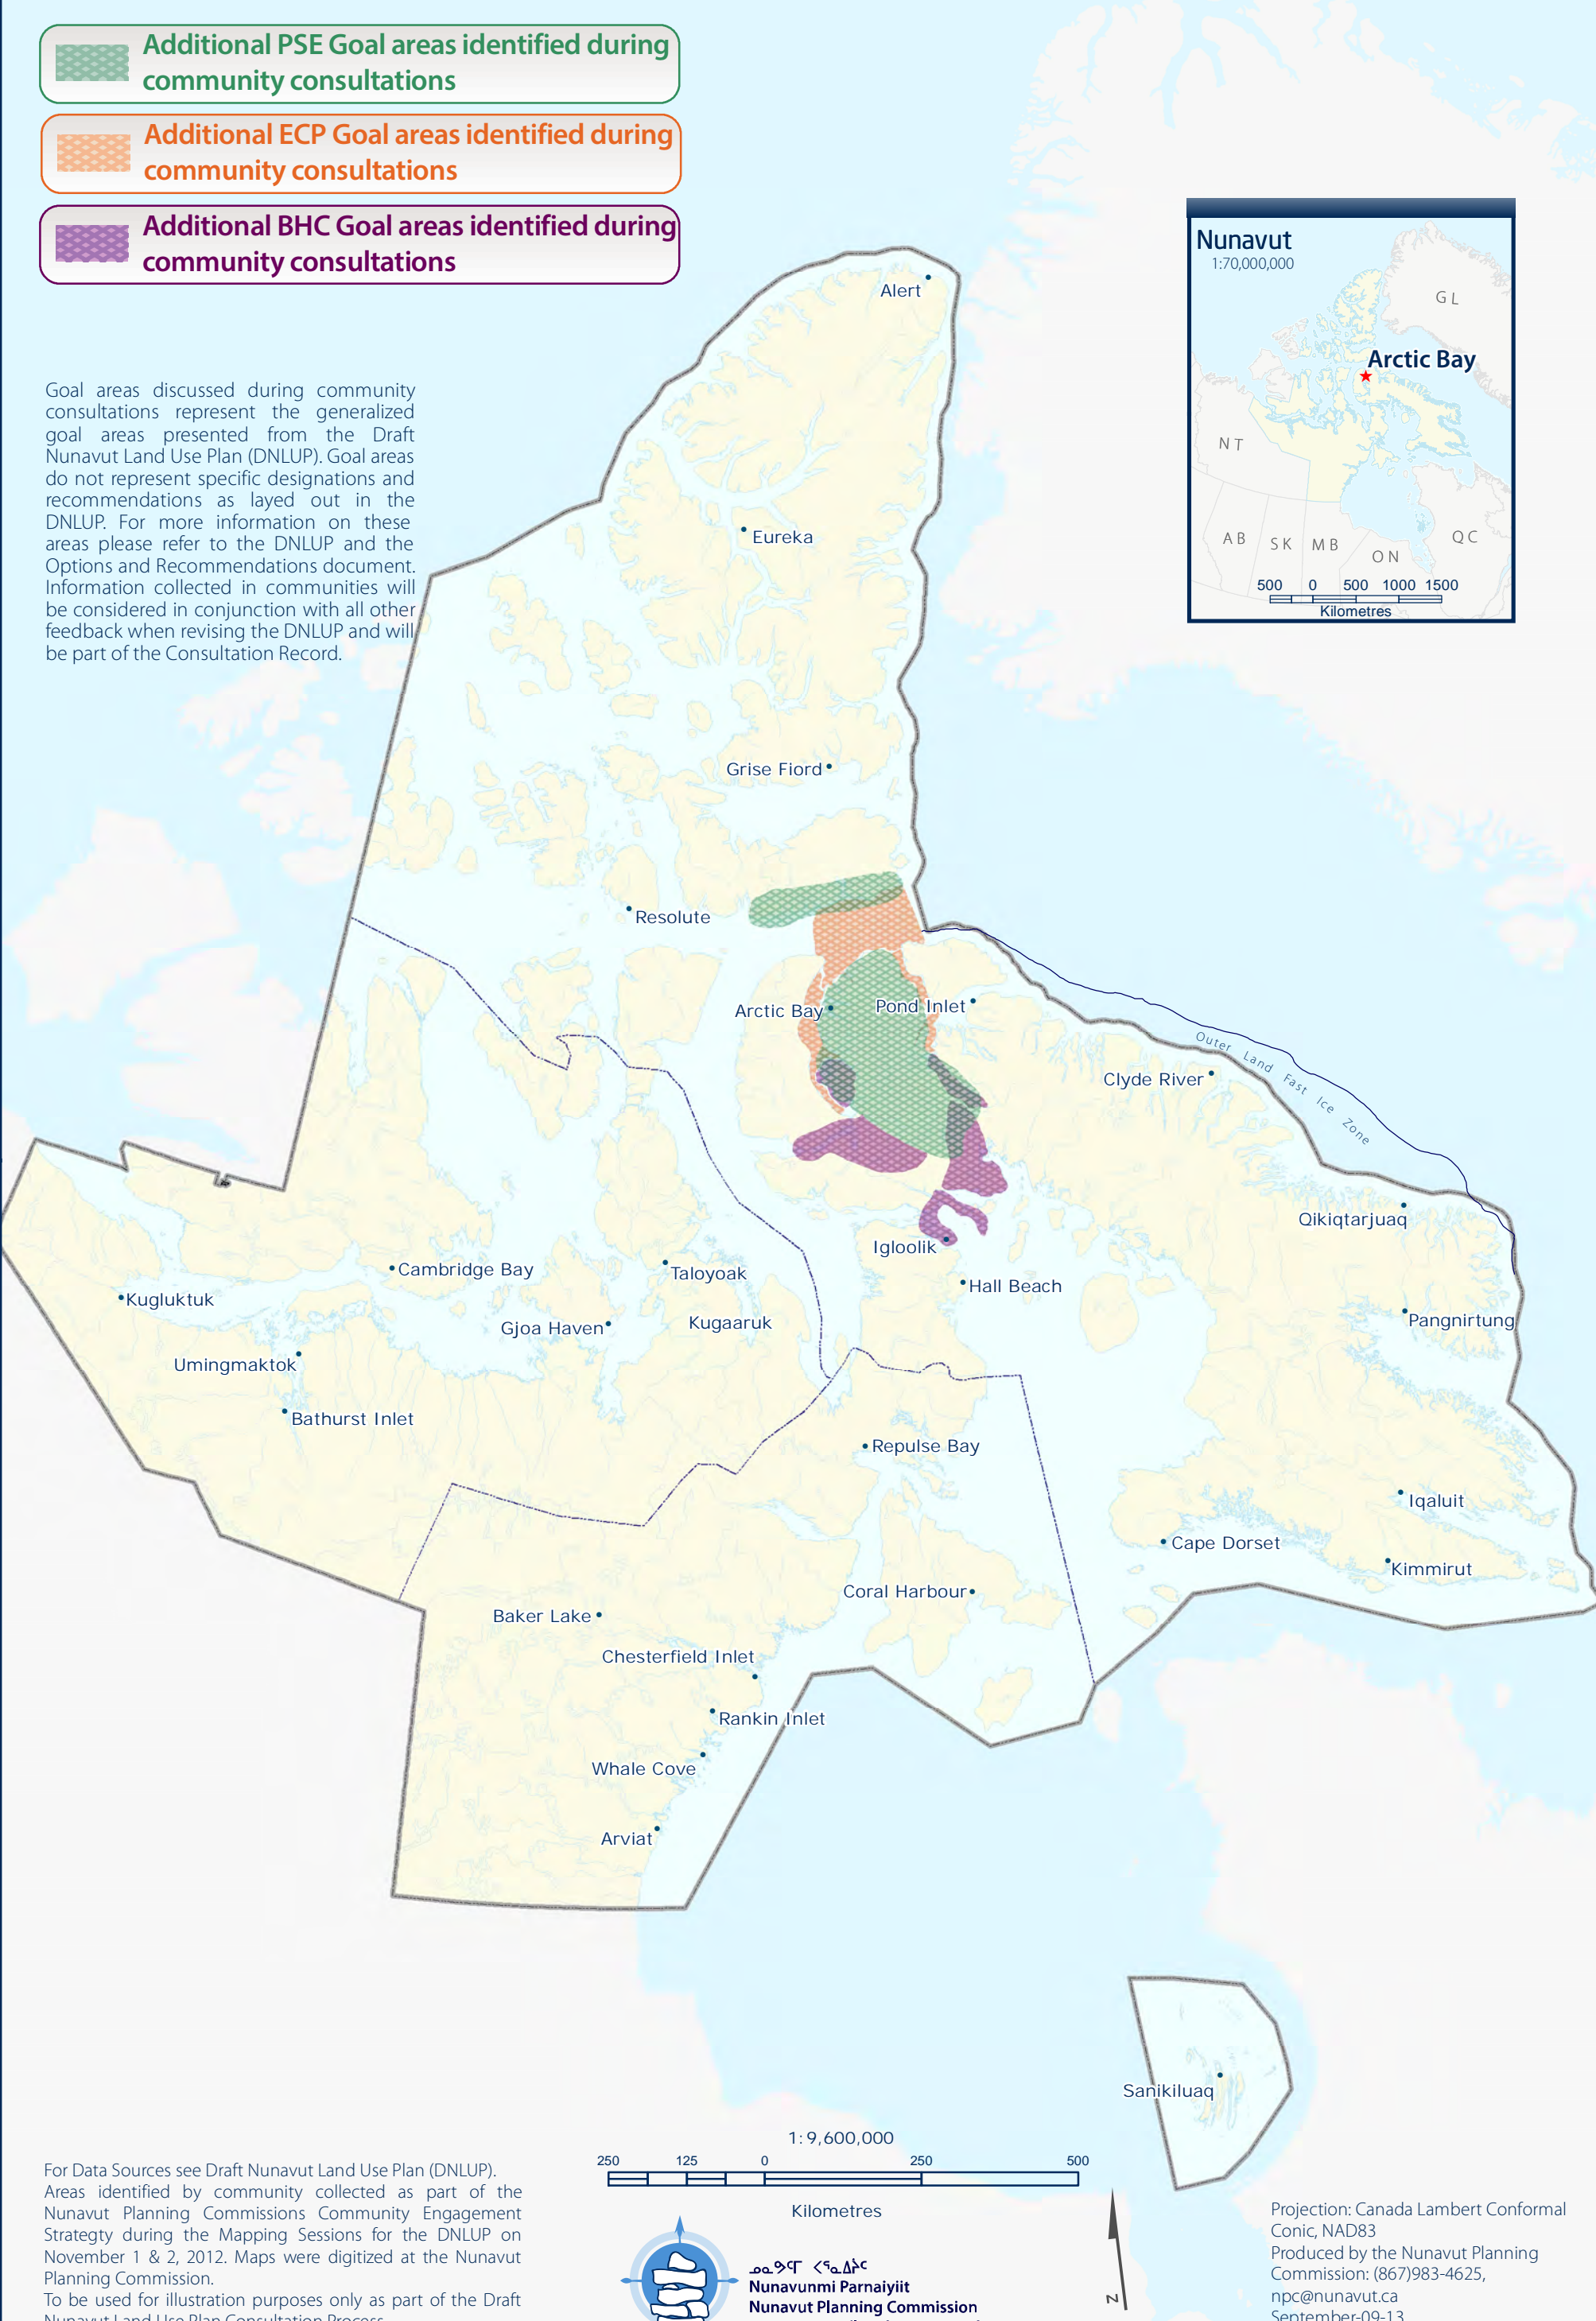 Additional PSE Goal areas identified during
community consultations
Additional ECP Goal areas identified during
community consultations
Additional BHC Goal areas identified during
community consultations
Goal areas discussed during community
consultations represent the generalized
goal areas presented from the Draft
Nunavut Land Use Plan (DNLUP). Goal areas
do not represent specific designations and
recommendations as layed out in the
DNLUP. For more information on these
areas please refer to the DNLUP and the
Options and Recommendations document.
Information collected in communities will
be considered in conjunction with all other
feedback when revising the DNLUP and will
be part of the Consultation Record.
Nunavut
1:70,000,000
GL
Arctic Bay
NT
AB
SK
MB
ON
QC
500 0 500 1000 1500
Kilometres
Alert
Eureka
Grise Fiord
Resolute
Arctic Bay
Pond Inlet
Clyde River
Outer Land Fast Ice Zone
Qikiqtarjuaq
Igloolik
Hall Beach
Cambridge Bay
Taloyoak
Kugluktuk
Gjoa Haven
Kugaaruk
Pangnirtung
Umingmaktok
Bathurst Inlet
Repulse Bay
Iqaluit
Cape Dorset
Kimmirut
Coral Harbour
Baker Lake
Chesterfield Inlet
Rankin Inlet
Whale Cove
Arviat
Sanikiluaq
1:9,600,000
250 125 0 250 500
Kilometres
For Data Sources see Draft Nunavut Land Use Plan (DNLUP).
Areas identified by community collected as part of the
Nunavut Planning Commissions Community Engagement
Strategty during the Mapping Sessions for the DNLUP on
November 1 & 2, 2012. Maps were digitized at the Nunavut
Planning Commission.
To be used for illustration purposes only as part of the Draft
Nunavut Land Use Plan Consultation Process
ᓄᓇᕗᒻᒥ ᐸᕐᓇᐃᔨᑦ
Nunavunmi Parnaiyiit
Nunavut Planning Commission
N
Projection: Canada Lambert Conformal
Conic, NAD83
Produced by the Nunavut Planning
Commission: (867)983-4625,
npc@nunavut.ca
September-09-13